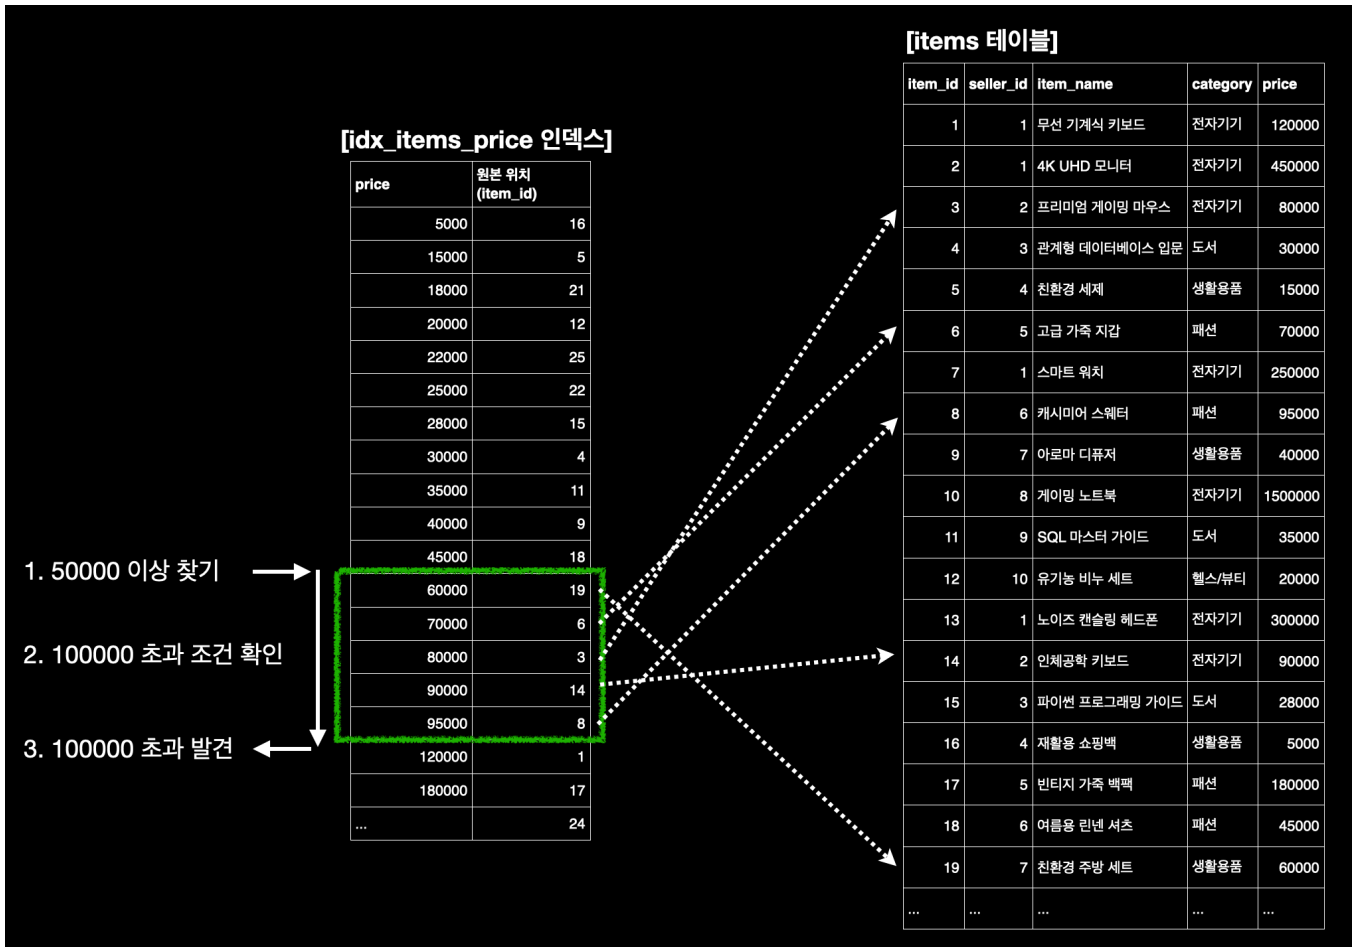 [items 테이블]
item_id seller_id item_name category price
1 1 무선 기계식 키보드 전자기기 120000
2 1 4K UHD 모니터 전자기기 450000
3 2 프리미엄 게이밍 마우스 전자기기 80000
4 3 관계형 데이터베이스 입문 도서 30000
5 4 친환경 세제 생활용품 15000
6 5 고급 가죽 지갑 패션 70000
7 1 스마트 워치 전자기기 250000
8 6 캐시미어 스웨터 패션 95000
9 7 아로마 디퓨저 생활용품 40000
10 8 게이밍 노트북 전자기기 1500000
11 9 SQL 마스터 가이드 도서 35000
12 10 유기농 비누 세트 헬스/뷰티 20000
13 1 노이즈 캔슬링 헤드폰 전자기기 300000
14 2 인체공학 키보드 전자기기 90000
15 3 파이썬 프로그래밍 가이드 도서 28000
16 4 재활용 쇼핑백 생활용품 5000
17 5 빈티지 가죽 백팩 패션 180000
18 6 여름용 린넨 셔츠 패션 45000
19 7 친환경 주방 세트 생활용품 60000
... ... ... ... ...
[idx_items_price 인덱스]
price 원본 위치
(item_id)
5000 16
15000 5
18000 21
20000 12
22000 25
25000 22
28000 15
30000 4
35000 11
40000 9
45000 18
60000 19
70000 6
80000 3
90000 14
95000 8
120000 1
180000 17
... 24
1. 50000 이상 찾기
2. 100000 초과 조건 확인
3. 100000 초과 발견